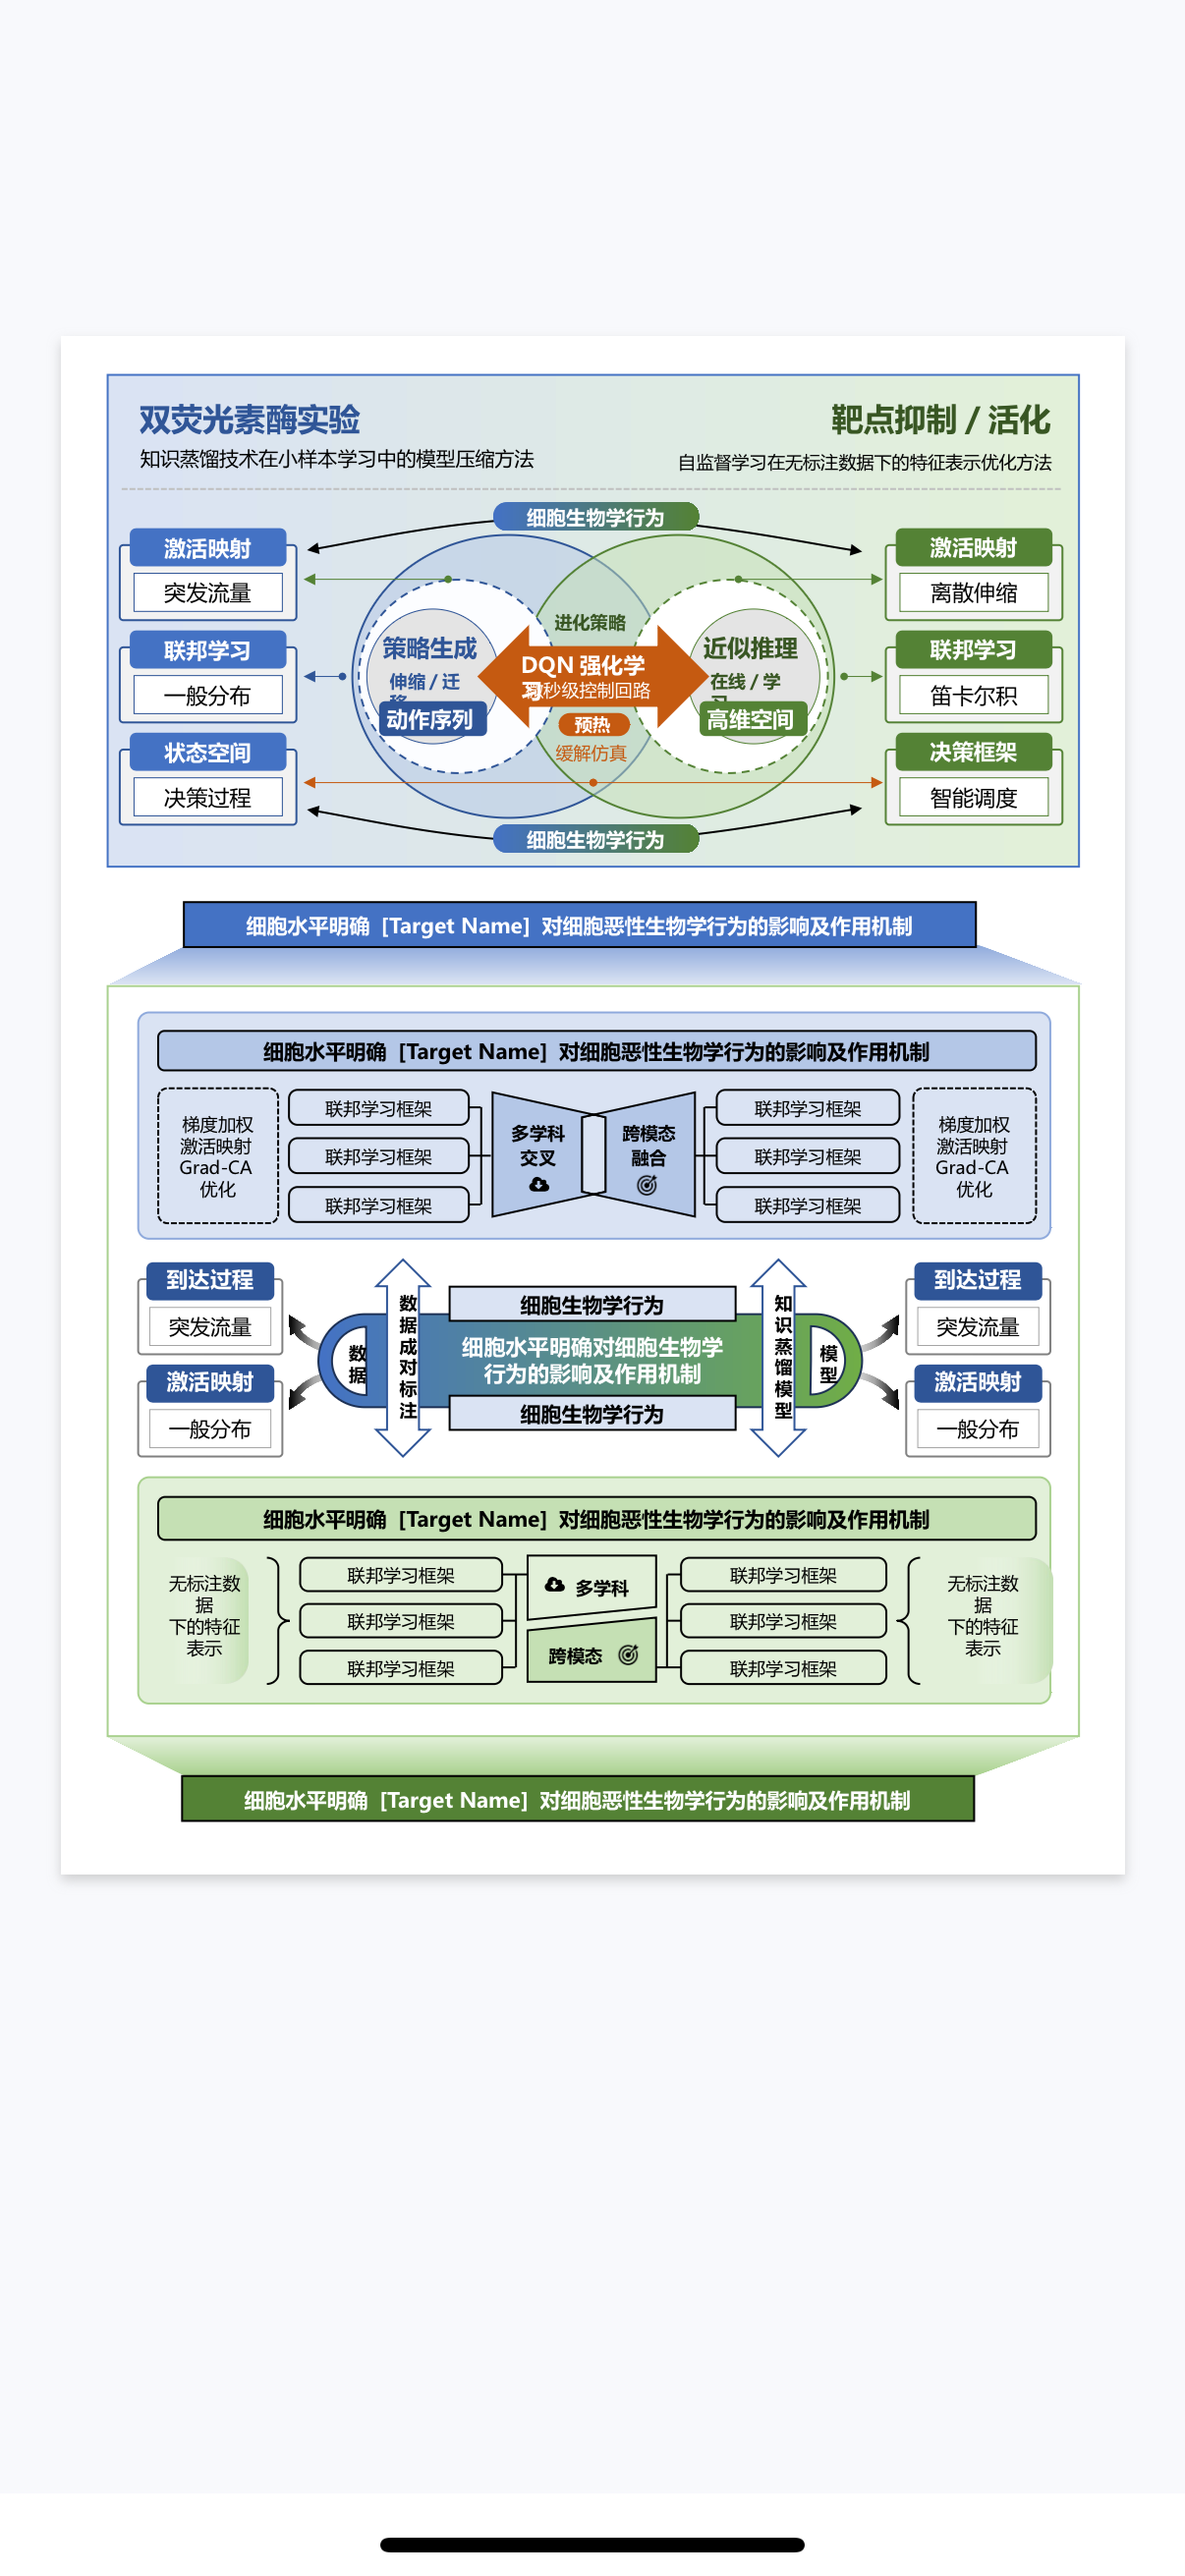 双荧光素酶实验
靶点抑制 / 活化
知识蒸馏技术在小样本学习中的模型压缩方法
自监督学习在无标注数据下的特征表示优化方法
细胞生物学行为
激活映射
突发流量
联邦学习
一般分布
状态空间
决策过程
策略生成
伸缩 / 迁
移
动作序列
进化策略
DQN 强化学
习
微秒级控制回路
预热
缓解仿真
近似推理
在线 / 学
习
高维空间
激活映射
离散伸缩
联邦学习
笛卡尔积
决策框架
智能调度
细胞生物学行为
细胞水平明确 [Target Name] 对细胞恶性生物学行为的影响及作用机制
细胞水平明确 [Target Name] 对细胞恶性生物学行为的影响及作用机制
梯度加权
激活映射
Grad-CA
优化
联邦学习框架
联邦学习框架
联邦学习框架
多学科
交叉
跨模态
融合
联邦学习框架
联邦学习框架
联邦学习框架
梯度加权
激活映射
Grad-CA
优化
到达过程
突发流量
激活映射
一般分布
数据
数据成对标注
细胞生物学行为
细胞水平明确对细胞生物学
行为的影响及作用机制
细胞生物学行为
知识蒸馏模型
模型
到达过程
突发流量
激活映射
一般分布
细胞水平明确 [Target Name] 对细胞恶性生物学行为的影响及作用机制
无标注数
据
下的特征
表示
联邦学习框架
联邦学习框架
联邦学习框架
多学科
跨模态
联邦学习框架
联邦学习框架
联邦学习框架
无标注数
据
下的特征
表示
细胞水平明确 [Target Name] 对细胞恶性生物学行为的影响及作用机制